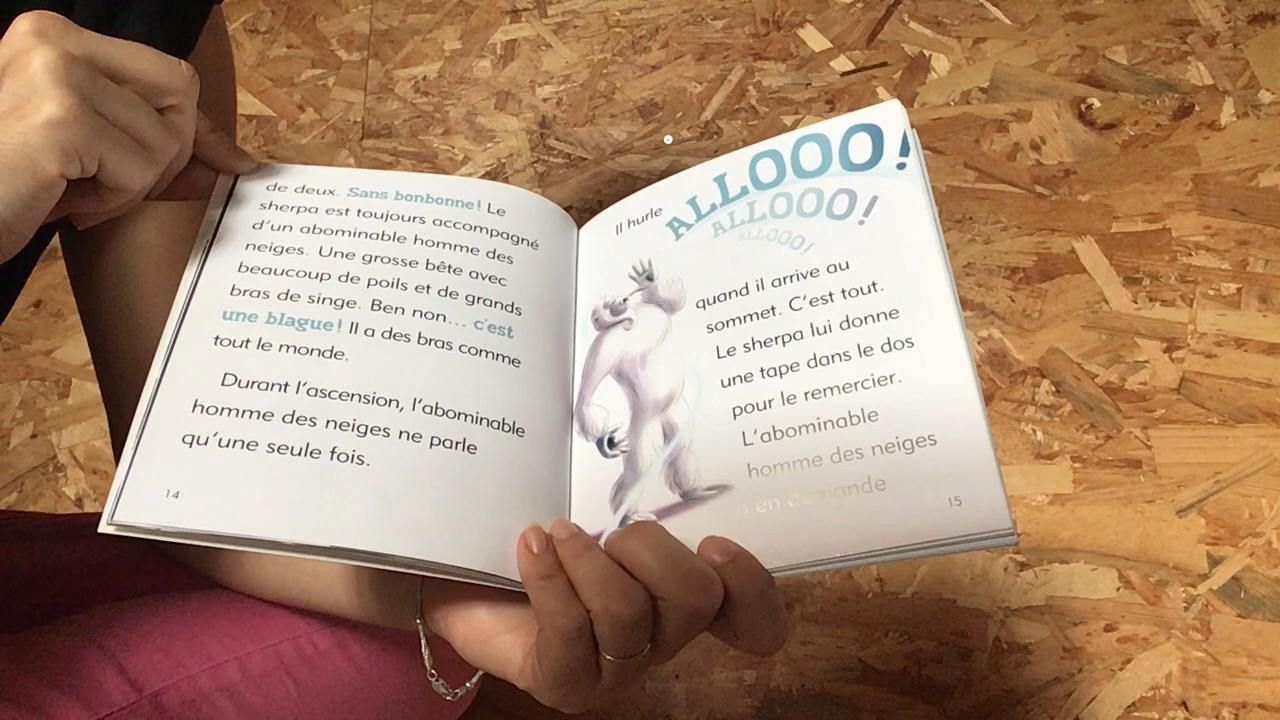 de deux. Sans bonbonne! Le
sherpa est toujours accompagné
d'un abominable homme des
neiges. Une grosse bête avec
beaucoup de poils et de grands
bras de singe. Ben non... c'est
une blague! Il a des bras comme
tout le monde.
Durant l'ascension, l'abominable
homme des neiges ne parle
qu'une seule fois.
14
Il hurle ALLOOO!
ALLOOO!
ALLOOO!
quand il arrive au
sommet. C'est tout.
Le sherpa lui donne
une tape dans le dos
pour le remercier.
L'abominable
homme des neiges
n'en demande
15